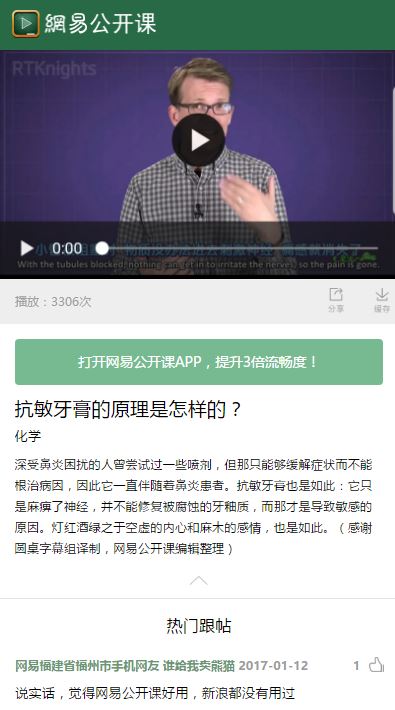 網易公开课
RTKnights
0:00
With the tubules blocked, nothing can get in to irritate the nerves, so the pain is gone.
播放：3306次
分享
缓存
打开网易公开课APP，提升3倍流畅度！
抗敏牙膏的原理是怎样的？
化学
深受鼻炎困扰的人曾尝试过一些喷剂，但那只能够缓解症状而不能
根治病因，因此它一直伴随着鼻炎患者。抗敏牙膏也是如此：它只
是麻痹了神经，并不能修复被腐蚀的牙釉质，而那才是导致敏感的
原因。灯红酒绿之于空虚的内心和麻木的感情，也是如此。（感谢
圆桌字幕组译制，网易公开课编辑整理）
热门跟帖
网易福建省福州市手机网友 谁给我卖熊猫 2017-01-12
1
说实话，觉得网易公开课好用，新浪都没有用过